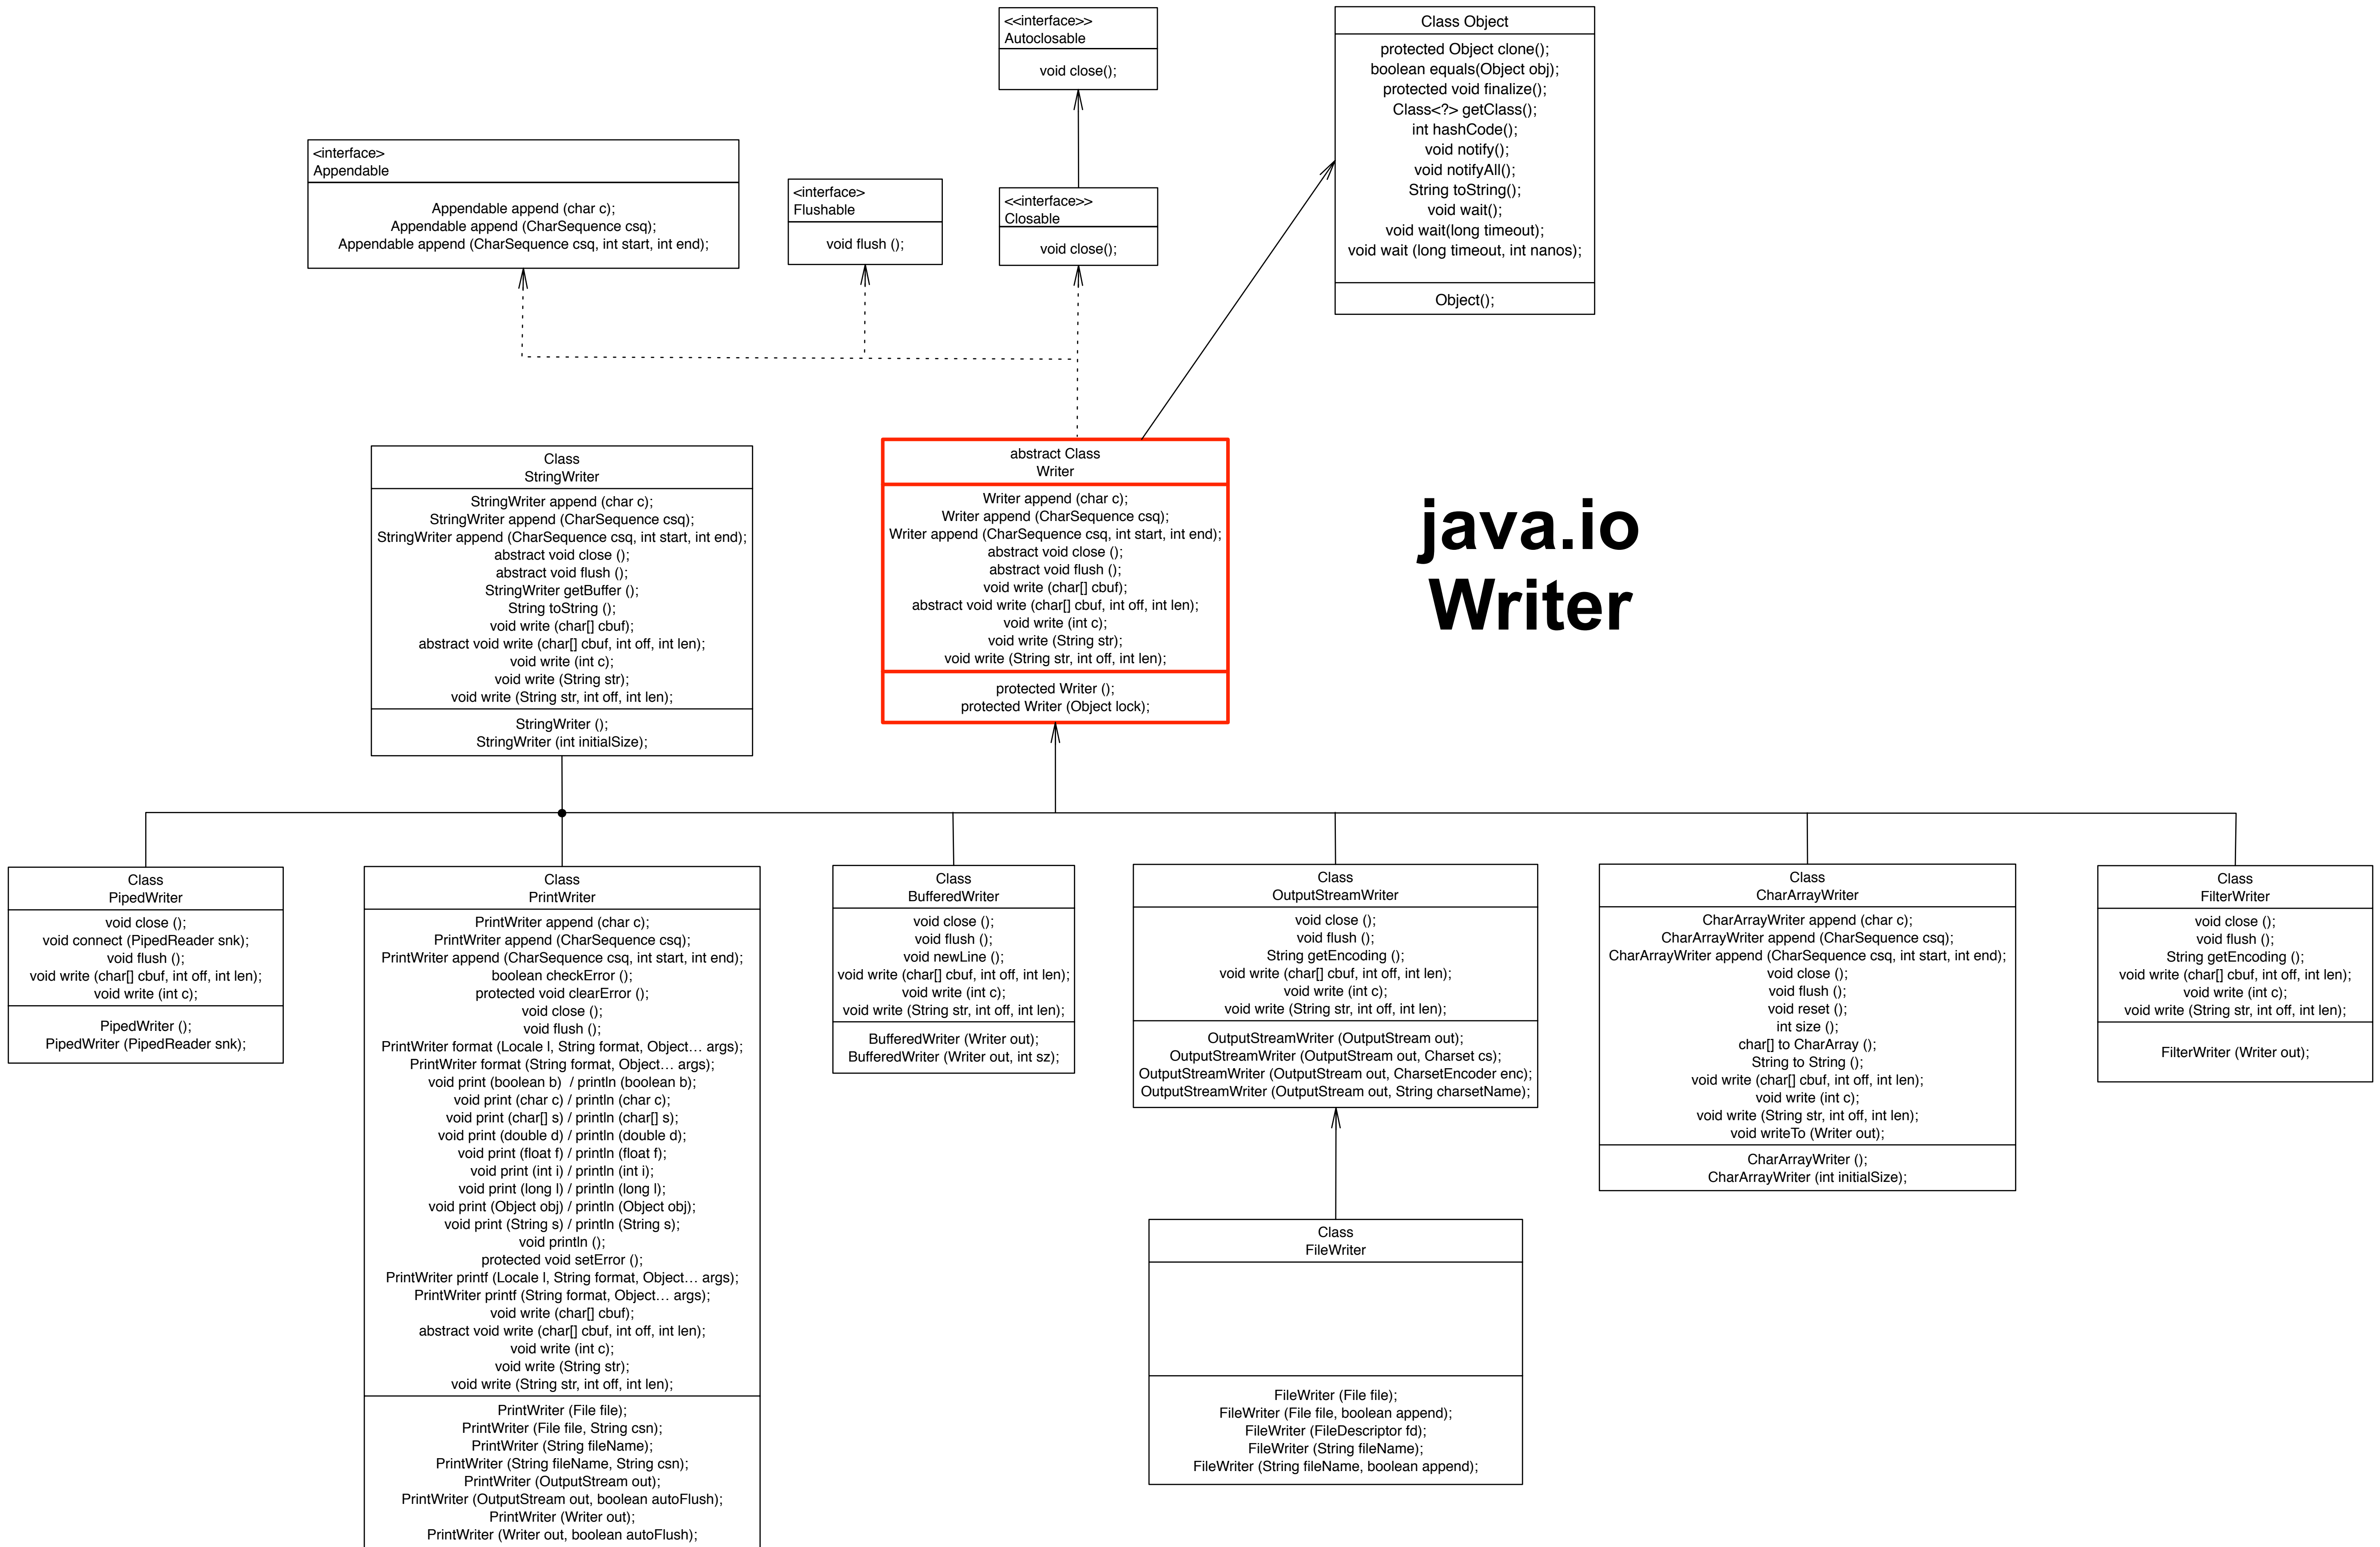 <<interface>>
Autoclosable
void close();
Class Object
protected Object clone();
boolean equals(Object obj);
protected void finalize();
Class<?> getClass();
int hashCode();
void notify();
void notifyAll();
String toString();
void wait();
void wait(long timeout);
void wait (long timeout, int nanos);
Object();
<interface>
Appendable
Appendable append (char c);
Appendable append (CharSequence csq);
Appendable append (CharSequence csq, int start, int end);
<interface>
Flushable
void flush ();
<<interface>>
Closable
void close();
Class
StringWriter
StringWriter append (char c);
StringWriter append (CharSequence csq);
StringWriter append (CharSequence csq, int start, int end);
abstract void close ();
abstract void flush ();
StringWriter getBuffer ();
String toString ();
void write (char[] cbuf);
abstract void write (char[] cbuf, int off, int len);
void write (int c);
void write (String str);
void write (String str, int off, int len);
StringWriter ();
StringWriter (int initialSize);
abstract Class
Writer
Writer append (char c);
Writer append (CharSequence csq);
Writer append (CharSequence csq, int start, int end);
abstract void close ();
abstract void flush ();
void write (char[] cbuf);
abstract void write (char[] cbuf, int off, int len);
void write (int c);
void write (String str);
void write (String str, int off, int len);
protected Writer ();
protected Writer (Object lock);
java.io
Writer
Class
PipedWriter
void close ();
void connect (PipedReader snk);
void flush ();
void write (char[] cbuf, int off, int len);
void write (int c);
PipedWriter ();
PipedWriter (PipedReader snk);
Class
PrintWriter
PrintWriter append (char c);
PrintWriter append (CharSequence csq);
PrintWriter append (CharSequence csq, int start, int end);
boolean checkError ();
protected void clearError ();
void close ();
void flush ();
PrintWriter format (Locale l, String format, Object… args);
PrintWriter format (String format, Object… args);
void print (boolean b) / println (boolean b);
void print (char c) / println (char c);
void print (char[] s) / println (char[] s);
void print (double d) / println (double d);
void print (float f) / println (float f);
void print (int i) / println (int i);
void print (long l) / println (long l);
void print (Object obj) / println (Object obj);
void print (String s) / println (String s);
void println ();
protected void setError ();
PrintWriter printf (Locale l, String format, Object… args);
PrintWriter printf (String format, Object… args);
void write (char[] cbuf);
abstract void write (char[] cbuf, int off, int len);
void write (int c);
void write (String str);
void write (String str, int off, int len);
PrintWriter (File file);
PrintWriter (File file, String csn);
PrintWriter (String fileName);
PrintWriter (String fileName, String csn);
PrintWriter (OutputStream out);
PrintWriter (OutputStream out, boolean autoFlush);
PrintWriter (Writer out);
PrintWriter (Writer out, boolean autoFlush);
Class
BufferedWriter
void close ();
void flush ();
void newLine ();
void write (char[] cbuf, int off, int len);
void write (int c);
void write (String str, int off, int len);
BufferedWriter (Writer out);
BufferedWriter (Writer out, int sz);
Class
OutputStreamWriter
void close ();
void flush ();
String getEncoding ();
void write (char[] cbuf, int off, int len);
void write (int c);
void write (String str, int off, int len);
OutputStreamWriter (OutputStream out);
OutputStreamWriter (OutputStream out, Charset cs);
OutputStreamWriter (OutputStream out, CharsetEncoder enc);
OutputStreamWriter (OutputStream out, String charsetName);
Class
FileWriter
FileWriter (File file);
FileWriter (File file, boolean append);
FileWriter (FileDescriptor fd);
FileWriter (String fileName);
FileWriter (String fileName, boolean append);
Class
CharArrayWriter
CharArrayWriter append (char c);
CharArrayWriter append (CharSequence csq);
CharArrayWriter append (CharSequence csq, int start, int end);
void close ();
void flush ();
void reset ();
int size ();
char[] to CharArray ();
String to String ();
void write (char[] cbuf, int off, int len);
void write (int c);
void write (String str, int off, int len);
void writeTo (Writer out);
CharArrayWriter ();
CharArrayWriter (int initialSize);
Class
FilterWriter
void close ();
void flush ();
String getEncoding ();
void write (char[] cbuf, int off, int len);
void write (int c);
void write (String str, int off, int len);
FilterWriter (Writer out);